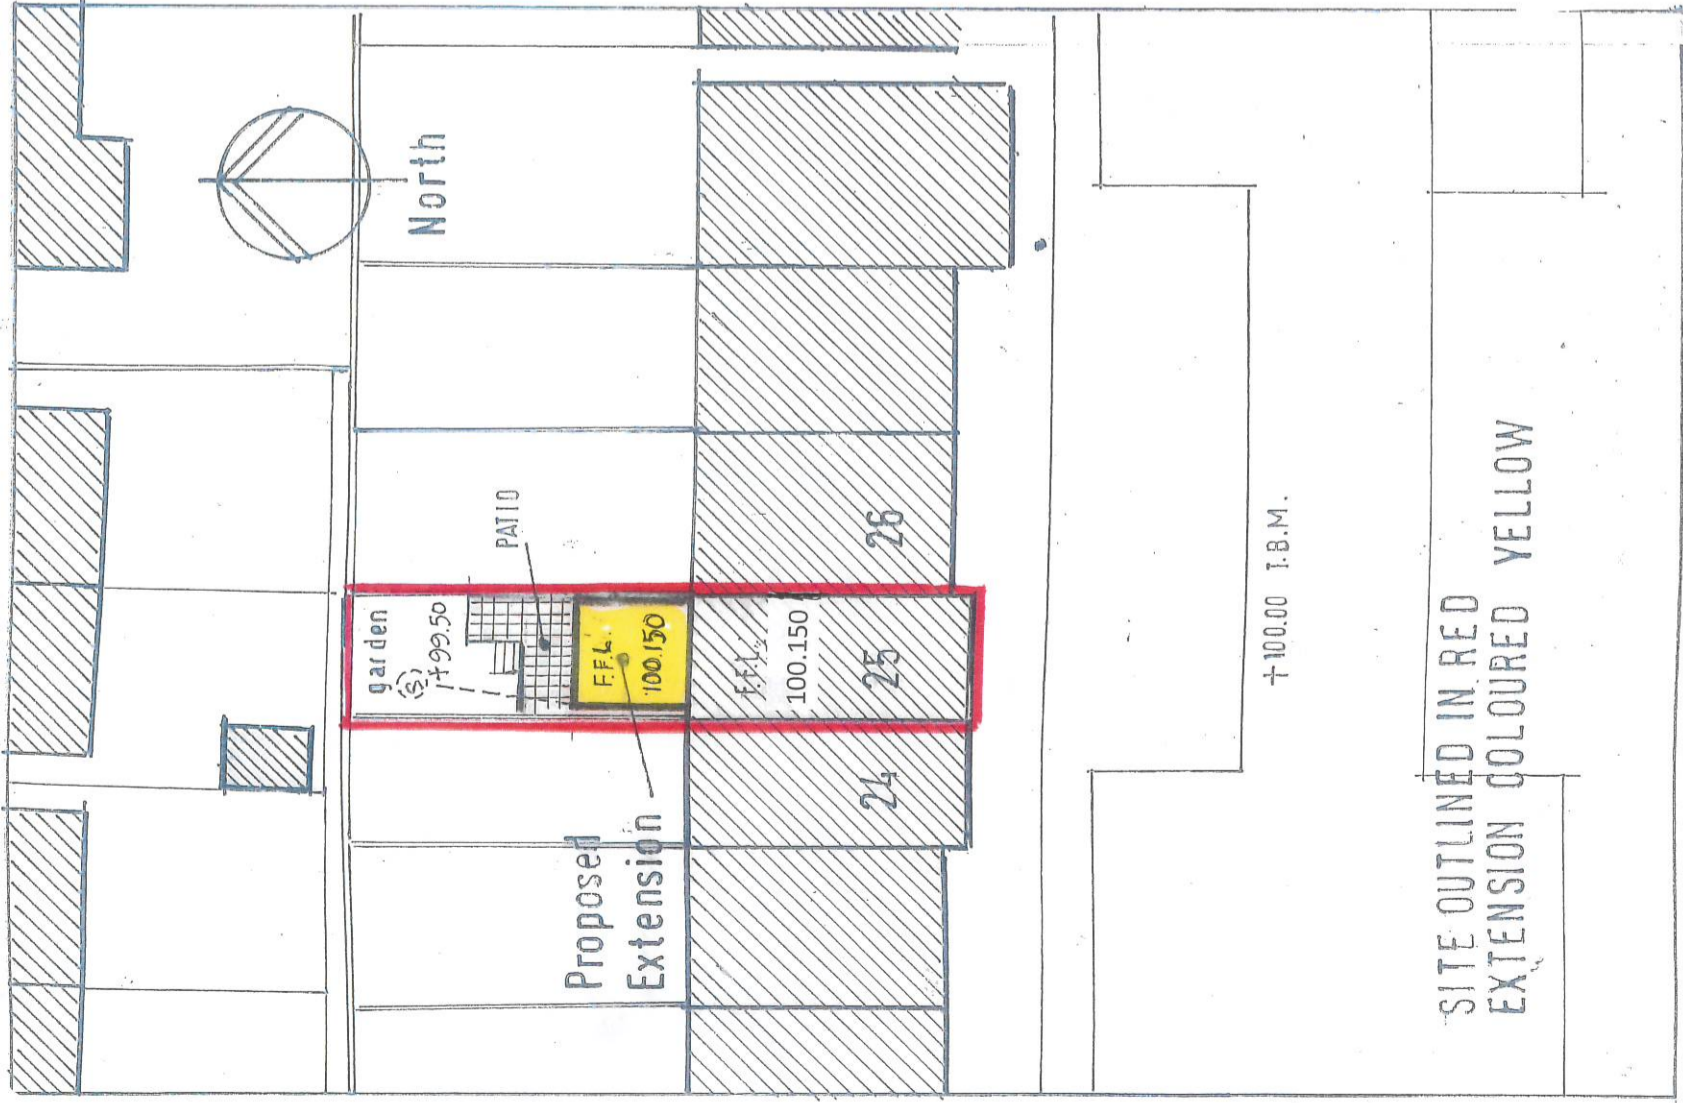 North
PATIO
garden
(S)
+99.50
F.F.L.
100.150
F.F.L.
100.150
24
25
26
Proposed
Extension
+100.00 T.B.M.
SITE OUTLINED IN RED
EXTENSION COLOURED YELLOW